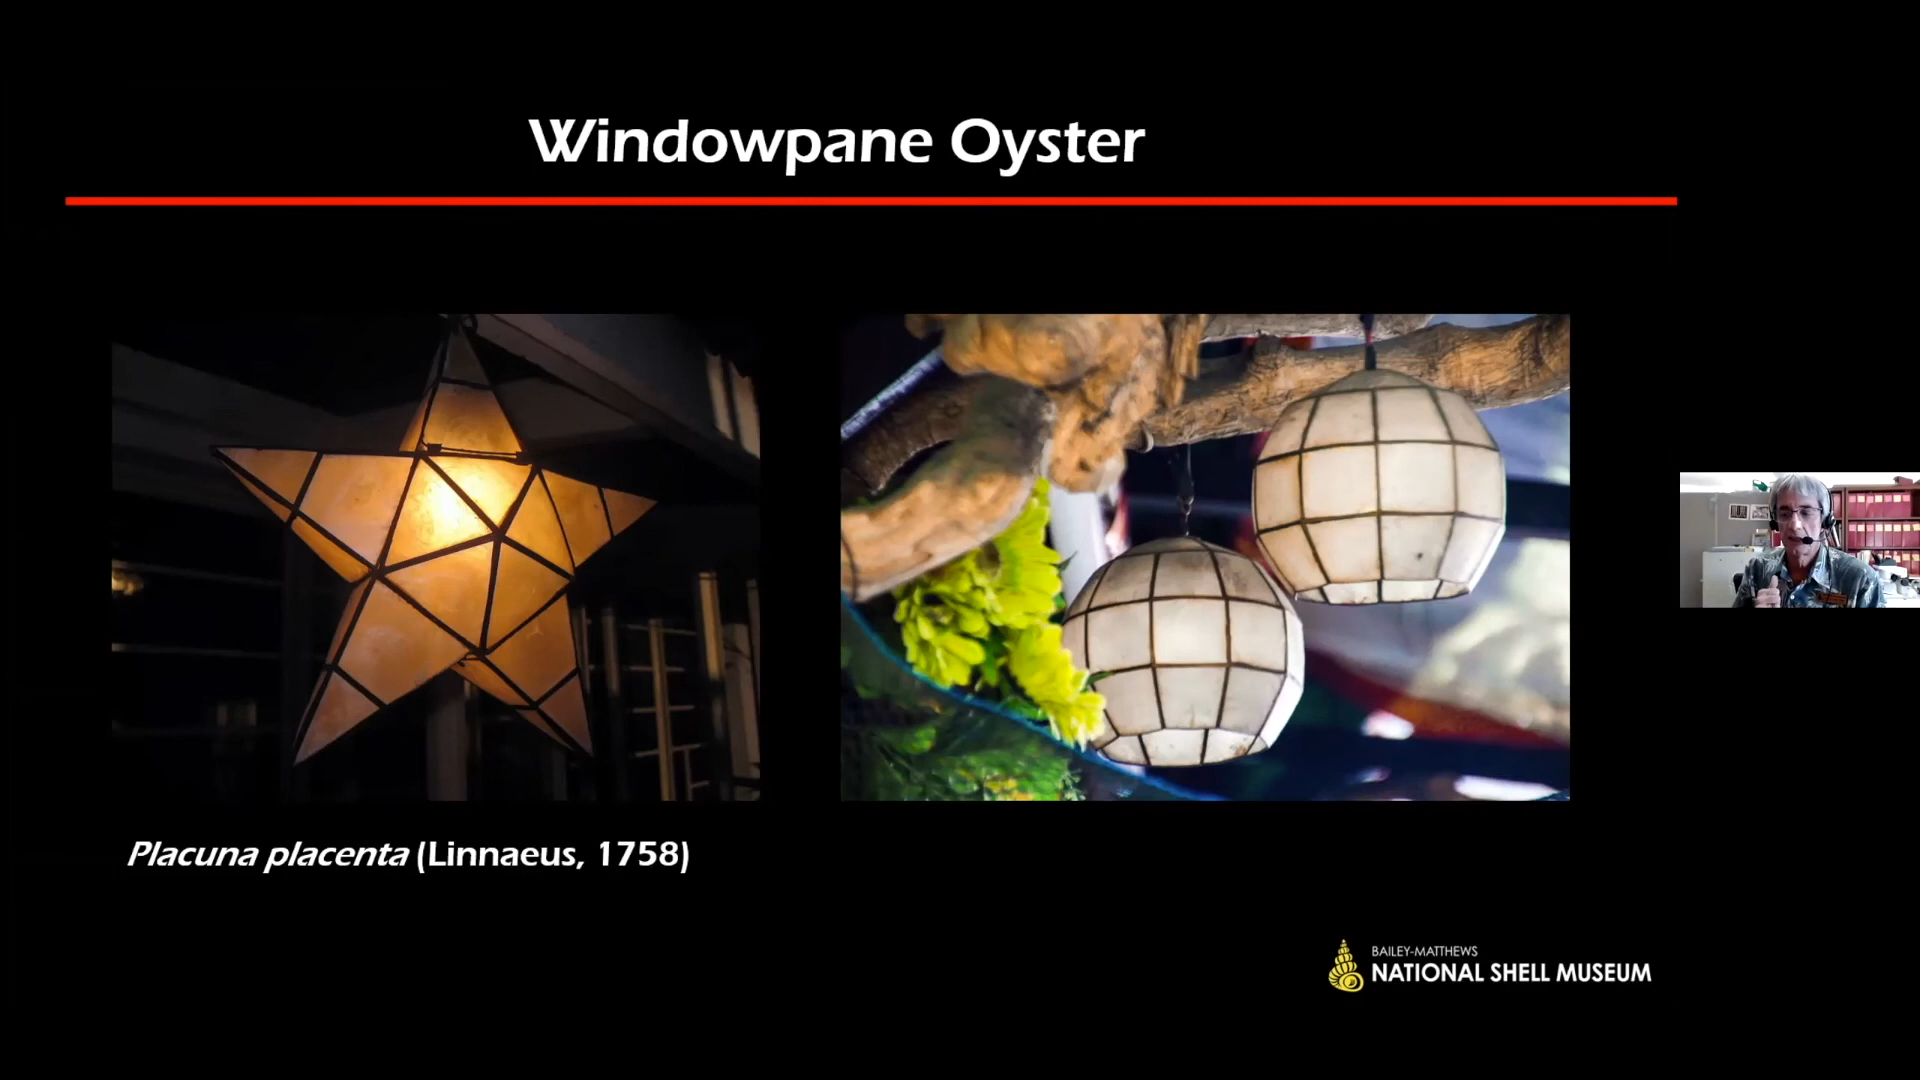 Windowpane Oyster
Placuna placenta (Linnaeus, 1758)
BAILEY-MATTHEWS
NATIONAL SHELL MUSEUM